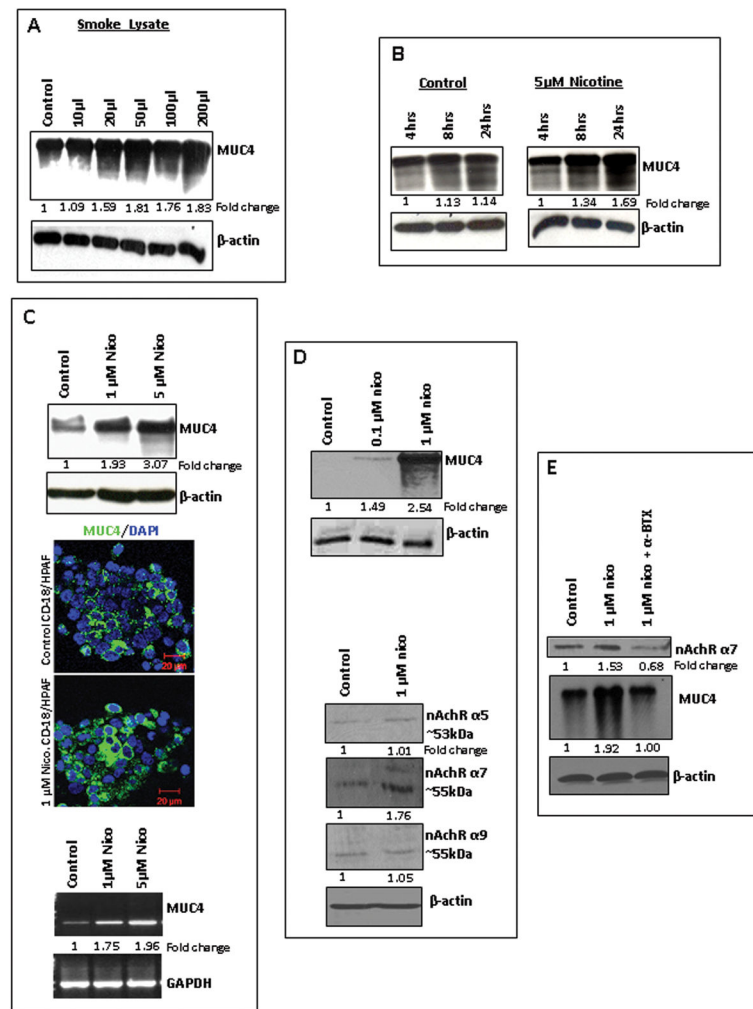 A
Smoke Lysate
Control 10µl 20µl 50µl 100µl 200µl
MUC4
1 1.09 1.59 1.81 1.76 1.83 Fold change
β-actin
B
Control 5µM Nicotine
4hrs 8hrs 24hrs 4hrs 8hrs 24hrs
MUC4
1 1.13 1.14 1 1.34 1.69 Fold change
β-actin β-actin
C
Control 1 µM Nico 5 µM Nico
MUC4
1 1.93 3.07 Fold change
β-actin
MUC4/DAPI
Control CD-18/HPAF
20 µm
1 µM Nico. CD-18/HPAF
20 µm
Control 1µM Nico 5µM Nico
MUC4
1 1.75 1.96 Fold change
GAPDH
D
Control 0.1 µM nico 1 µM nico
MUC4
1 1.49 2.54 Fold change
β-actin
Control 1 µM nico
nAchR α5
~53kDa
1 1.01 Fold change
nAchR α7
~55kDa
1 1.76
nAchR α9
~55kDa
1 1.05
β-actin
E
Control 1 µM nico 1 µM nico + α-BTX
nAchR α7
1 1.53 0.68 Fold change
MUC4
1 1.92 1.00
β-actin